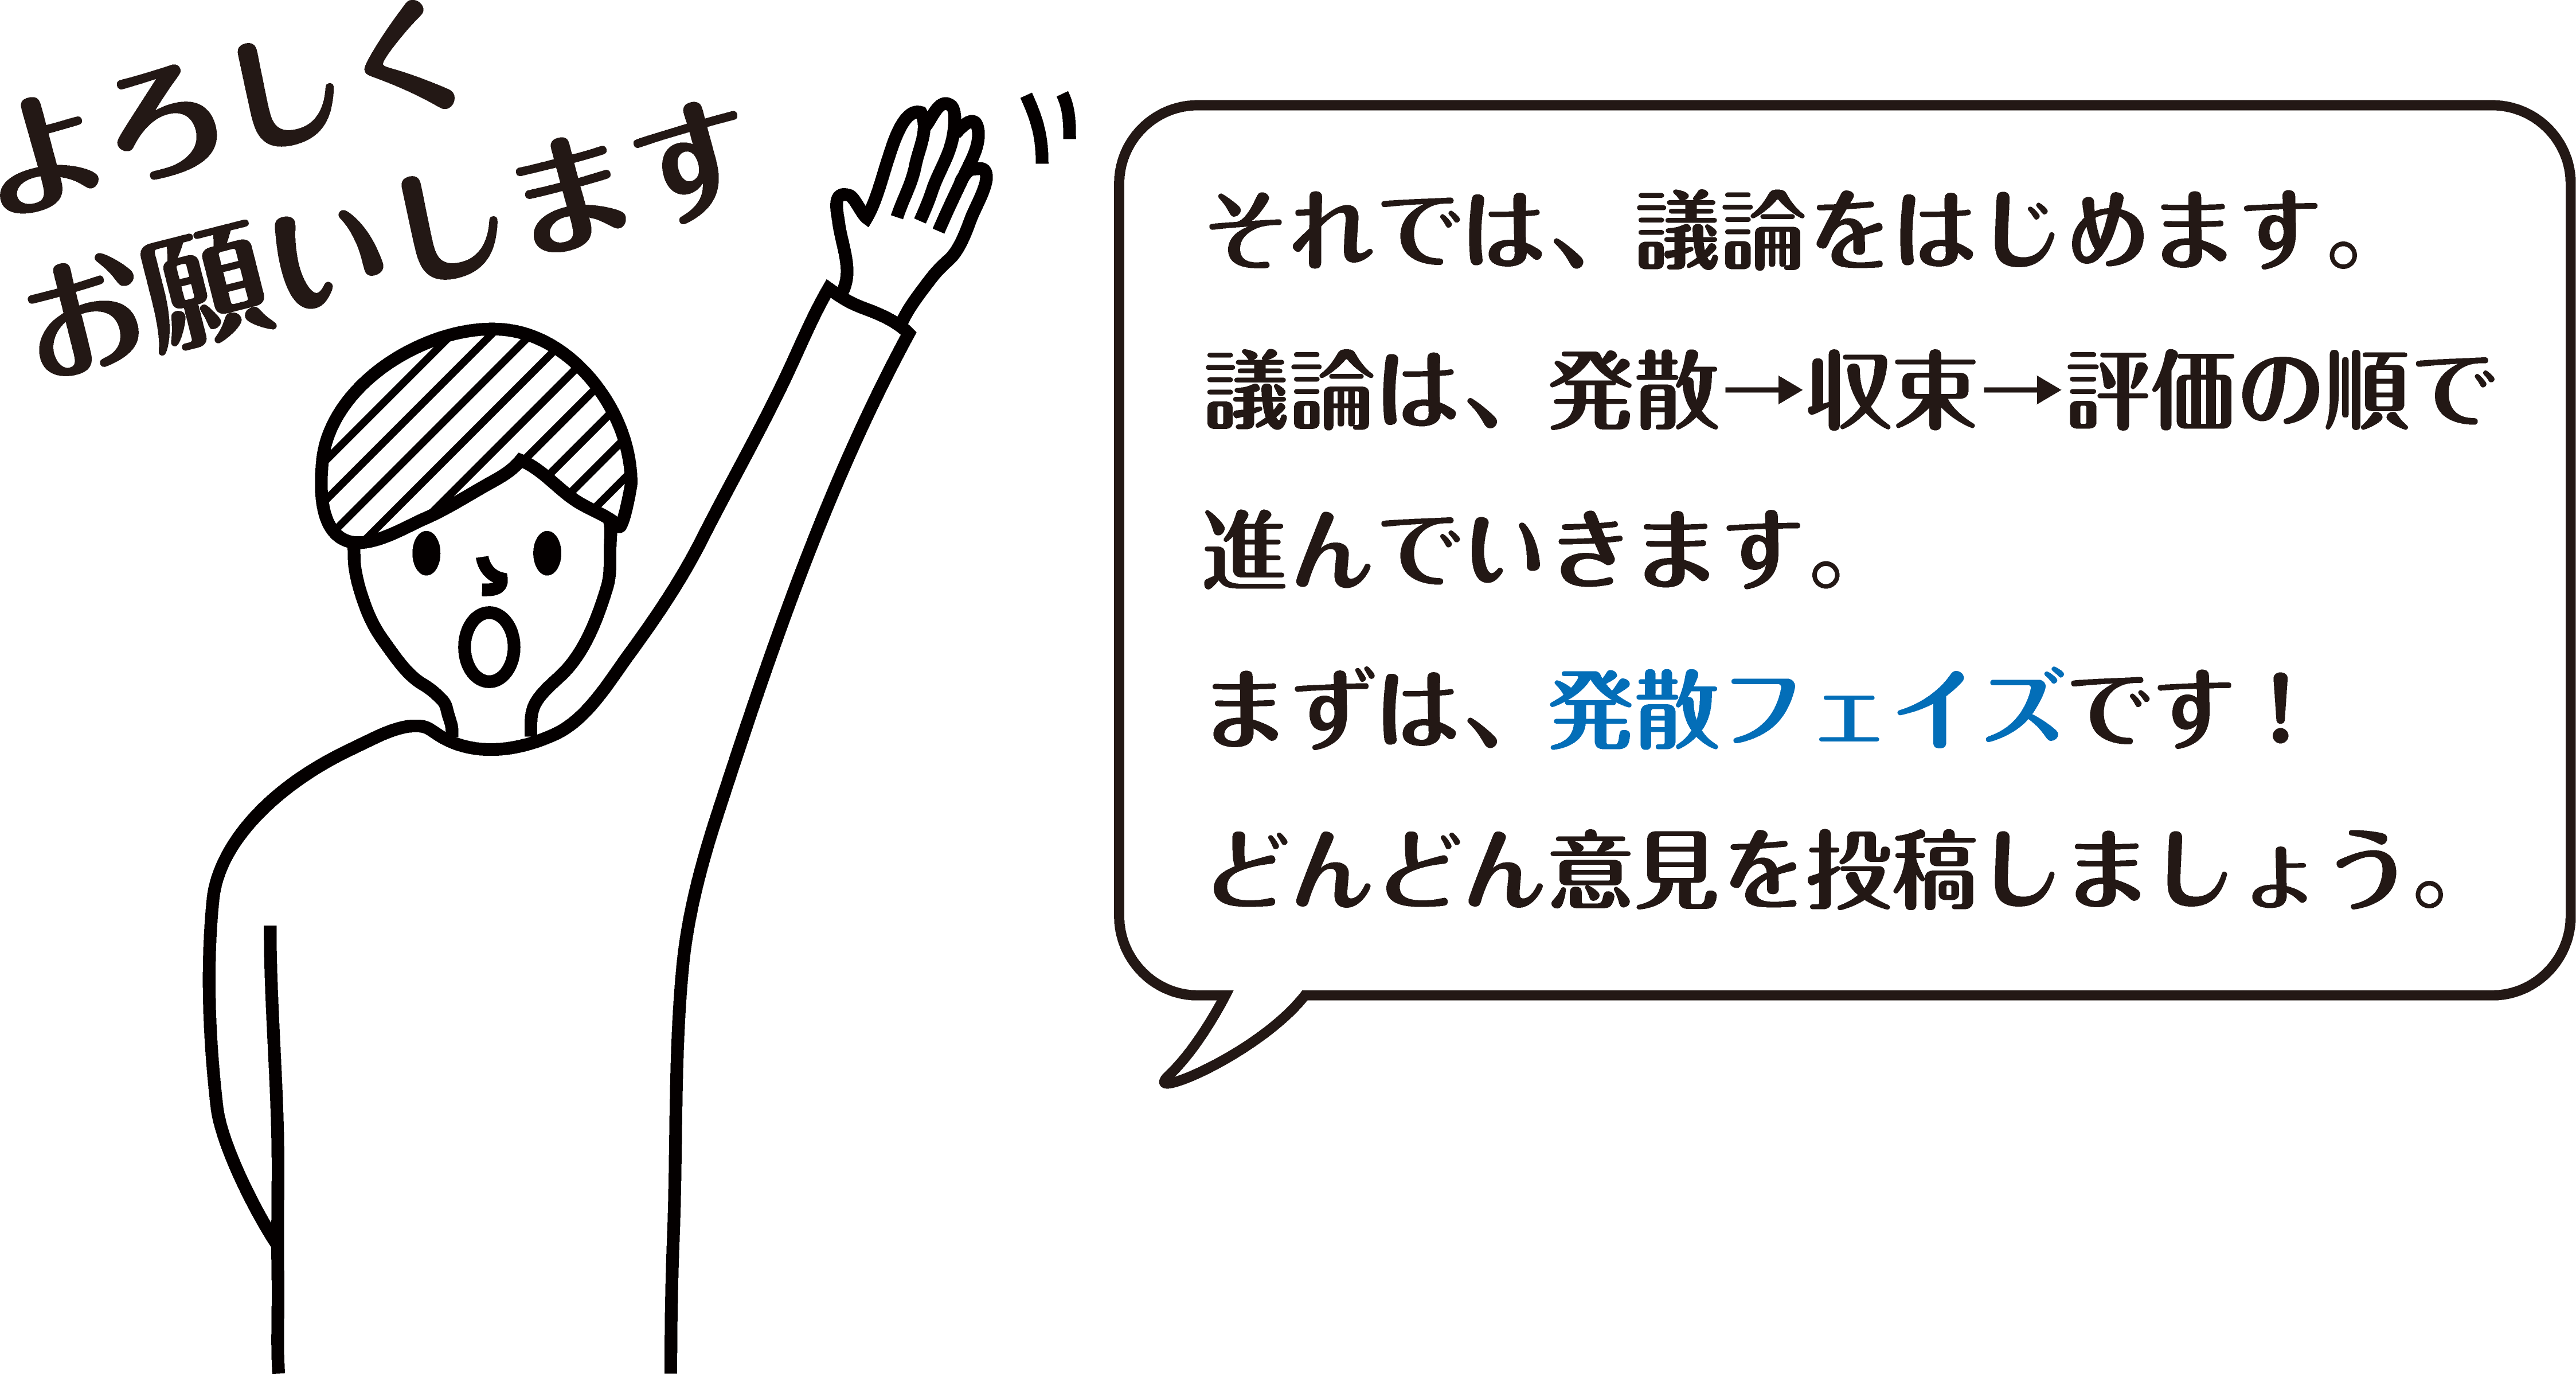 よろしく
お願いします
それでは、議論をはじめます。
議論は、発散→収束→評価の順で
進んでいきます。
まずは、発散フェイズです！
どんどん意見を投稿しましょう。